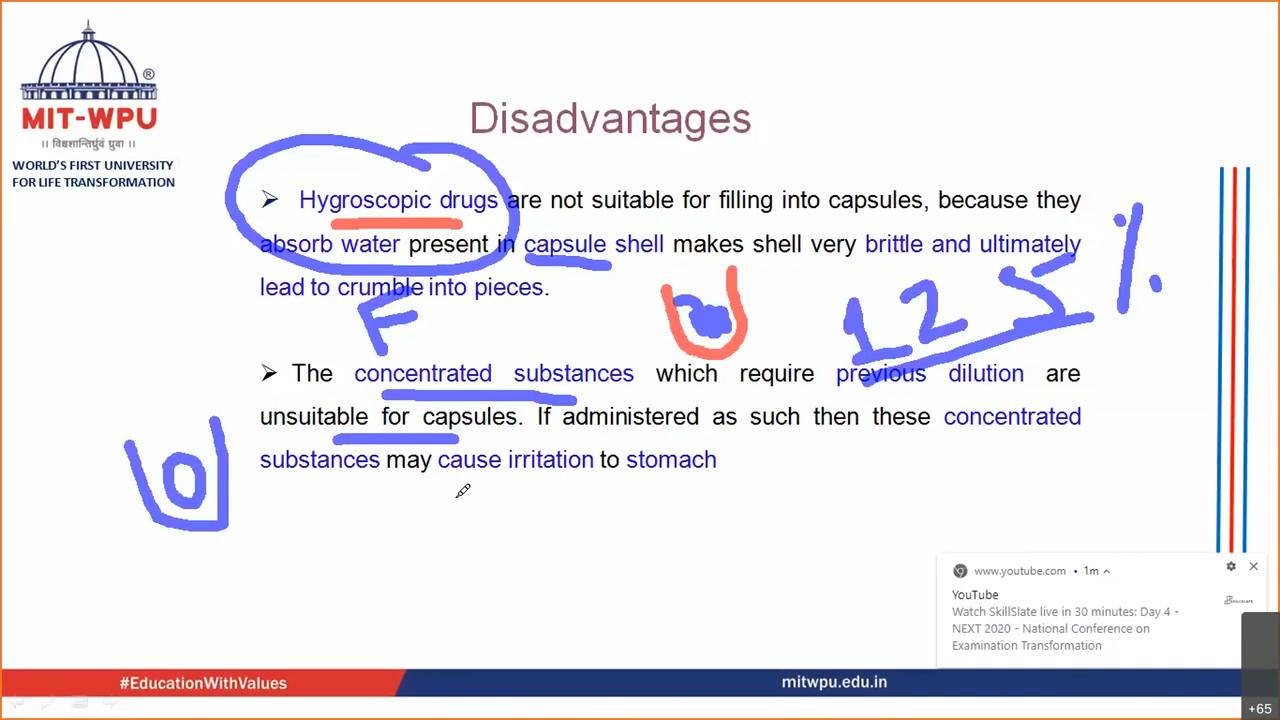 ®
MIT-WPU
।। विश्वशान्तिर्ध्रुवं ध्रुवा ।।
WORLD'S FIRST UNIVERSITY
FOR LIFE TRANSFORMATION
Disadvantages
➢ Hygroscopic drugs are not suitable for filling into capsules, because they
absorb water present in capsule shell makes shell very brittle and ultimately
lead to crumble into pieces.
F
125%
➢ The concentrated substances which require previous dilution are
unsuitable for capsules. If administered as such then these concentrated
substances may cause irritation to stomach
www.youtube.com • 1m
YouTube
Watch SkillSlate live in 30 minutes: Day 4 -
NEXT 2020 - National Conference on
Examination Transformation
SKILLSLATE
#EducationWithValues
mitwpu.edu.in
+65